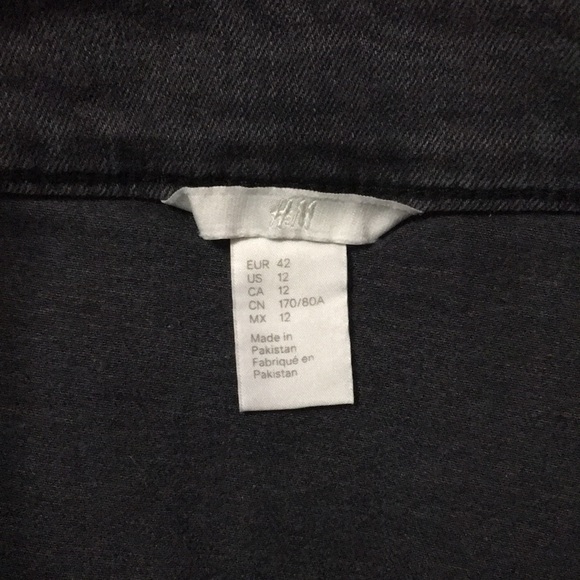 H&M
EUR 42
US 12
CA 12
CN 170/80A
MX 12
Made in
Pakistan
Fabriqué en
Pakistan